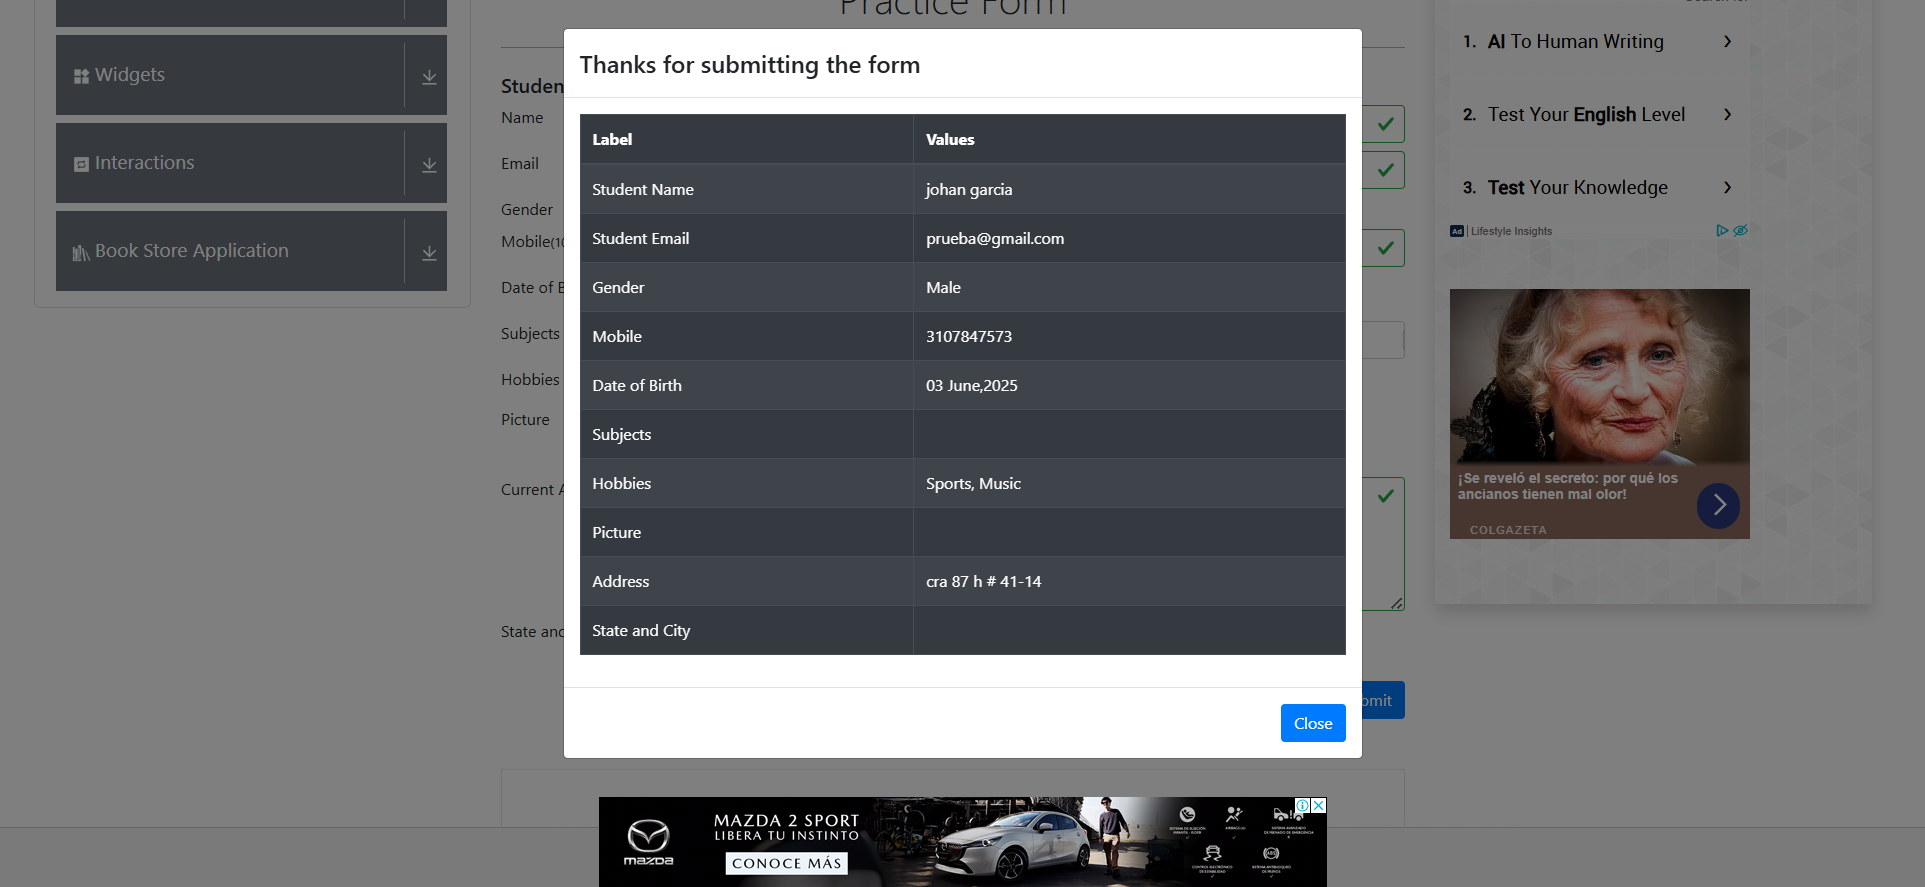 Practice Form
Widgets
Interactions
Book Store Application
Studen
Name
Email
Gender
Mobile(10
Date of B
Subjects
Hobbies
Picture
Current A
State and
Thanks for submitting the form
Label Values
Student Name johan garcia
Student Email prueba@gmail.com
Gender Male
Mobile 3107847573
Date of Birth 03 June,2025
Subjects
Hobbies Sports, Music
Picture
Address cra 87 h # 41-14
State and City
Close
bmit
1. AI To Human Writing
2. Test Your English Level
3. Test Your Knowledge
Ad Lifestyle Insights
¡Se reveló el secreto: por qué los
ancianos tienen mal olor!
COLGAZETA
mazda
MAZDA 2 SPORT
LIBERA TU INSTINTO
CONOCE MÁS